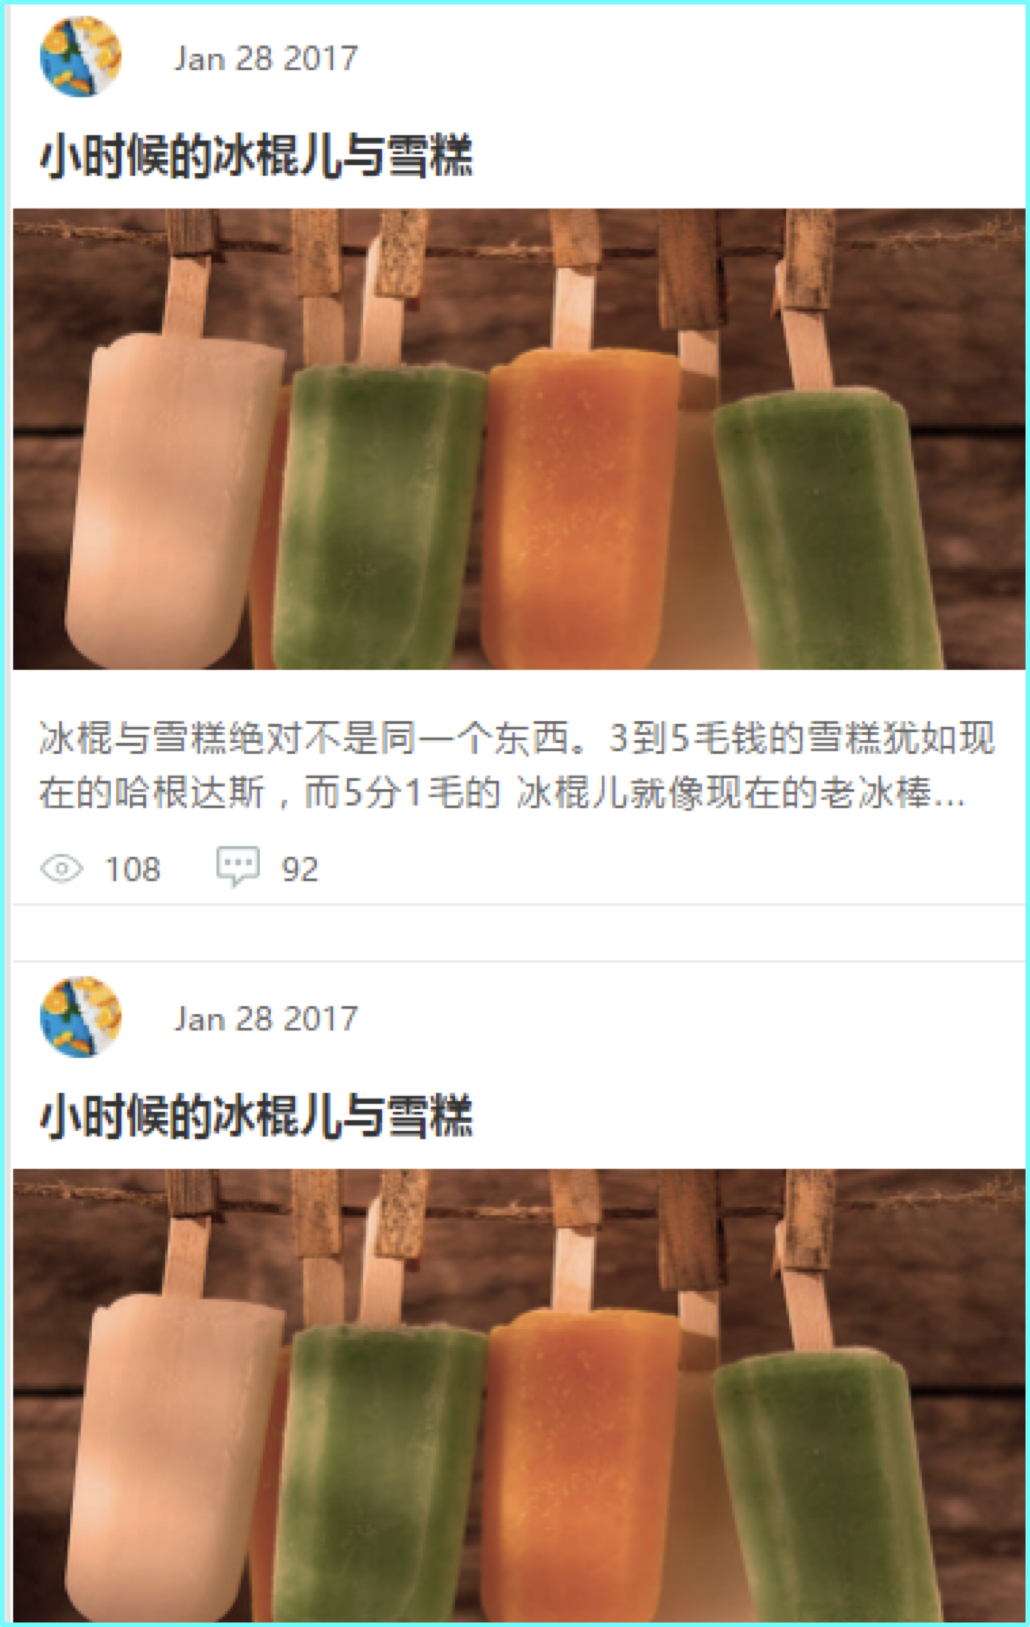 Jan 28 2017
小时候的冰棍儿与雪糕
冰棍与雪糕绝对不是同一个东西。3到5毛钱的雪糕犹如现
在的哈根达斯，而5分1毛的 冰棍儿就像现在的老冰棒...
108 92
Jan 28 2017
小时候的冰棍儿与雪糕